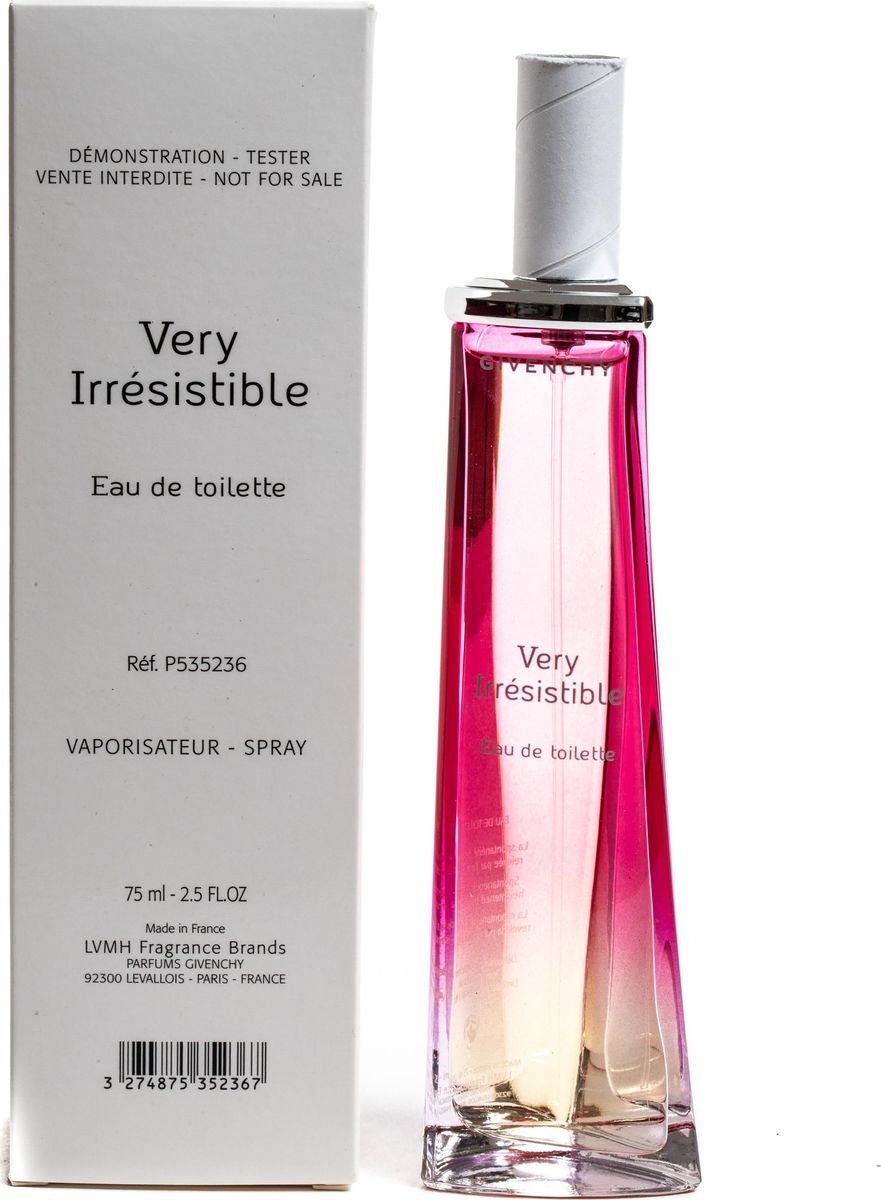 DÉMONSTRATION - TESTER
VENTE INTERDITE - NOT FOR SALE
Very
Irrésistible
Eau de toilette
Réf. P535236
VAPORISATEUR - SPRAY
75 ml - 2.5 FL.OZ
Made in France
LVMH Fragrance Brands
PARFUMS GIVENCHY
92300 LEVALLOIS - PARIS - FRANCE
3 274875 352367
GIVENCHY
Very
Irrésistible
Eau de toilette